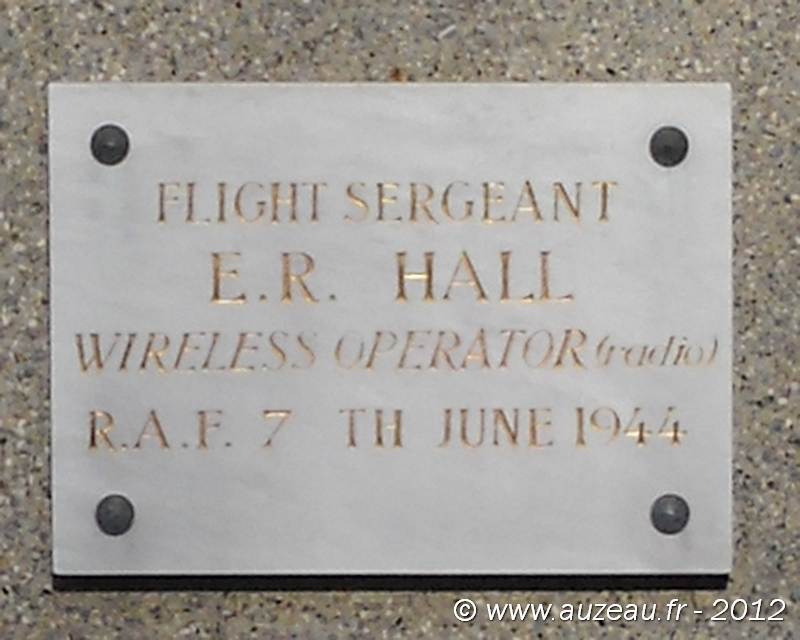 FLIGHT SERGEANT
E.R. HALL
WIRELESS OPERATOR (radio)
R.A.F. 7 TH JUNE 1944
© www.auzeau.fr - 2012